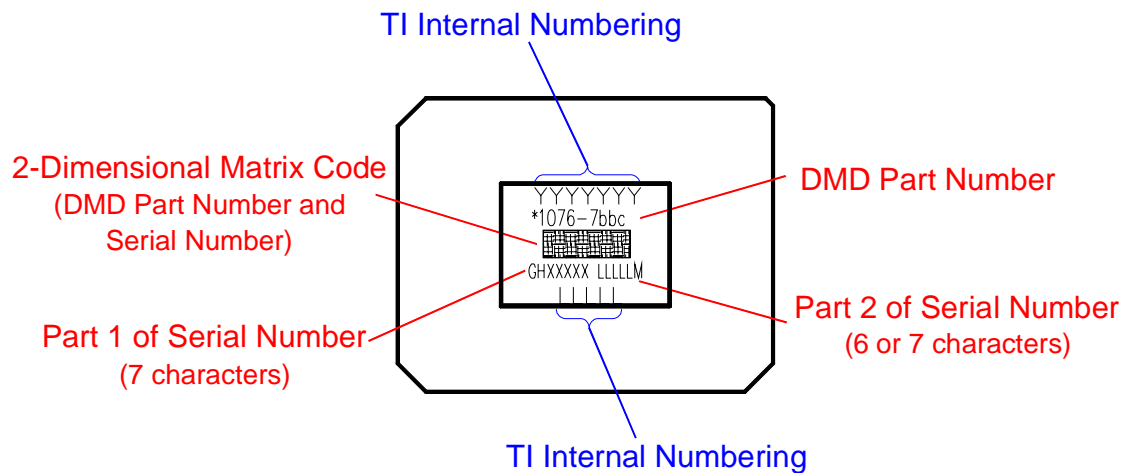 TI Internal Numbering
2-Dimensional Matrix Code
(DMD Part Number and
Serial Number)
DMD Part Number
YYYYYYY
*1076-7bbc
GHXXXXX LLLLLM
IIIII
Part 1 of Serial Number
(7 characters)
Part 2 of Serial Number
(6 or 7 characters)
TI Internal Numbering